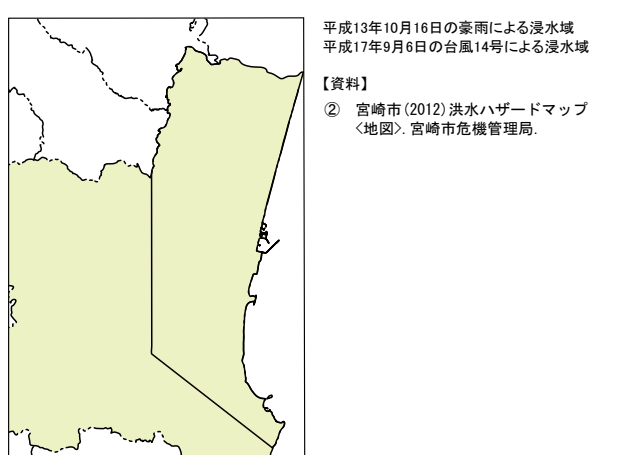 平成13年10月16日の豪雨による浸水域
平成17年9月6日の台風14号による浸水域
【資料】
② 宮崎市(2012)洪水ハザードマップ
<地図>. 宮崎市危機管理局.